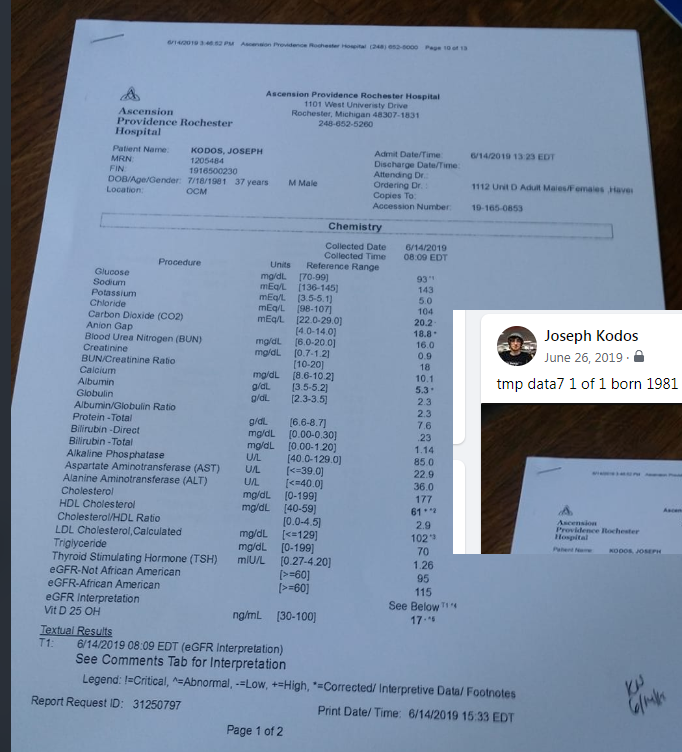 6/14/2019 3:48:52 PM Ascension Providence Rochester Hospital (248) 652-5000 Page 10 of 13
Ascension Providence Rochester Hospital
1101 West Univeristy Drive
Rochester, Michigan 48307-1831
248-652-5260
Ascension
Providence Rochester
Hospital
Patient Name: KODOS, JOSEPH
MRN: 1205484
FIN: 1916500230
DOB/Age/Gender: 7/18/1981 37 years M Male
Location: OCM
Admit Date/Time: 6/14/2019 13:23 EDT
Discharge Date/Time:
Attending Dr.:
Ordering Dr. : 1112 Unit D Adult Males/Females ,Haven
Copies To:
Accession Number: 19-165-0853
Chemistry
Collected Date 6/14/2019
Collected Time 08:09 EDT
Procedure Units Reference Range
Glucose mg/dL [70-99] 93 *1
Sodium mEq/L [136-145] 143
Potassium mEq/L [3.5-5.1] 5.0
Chloride mEq/L [98-107] 104
Carbon Dioxide (CO2) mEq/L [22.0-29.0] 20.2 -
Anion Gap [4.0-14.0] 18.8 +
Blood Urea Nitrogen (BUN) mg/dL [6.0-20.0] 16.0
Creatinine mg/dL [0.7-1.2] 0.9
BUN/Creatinine Ratio [10-20] 18
Calcium mg/dL [8.6-10.2] 10.1
Albumin g/dL [3.5-5.2] 5.3 +
Globulin g/dL [2.3-3.5] 2.3
Albumin/Globulin Ratio 2.3
Protein -Total g/dL [6.6-8.7] 7.6
Bilirubin -Direct mg/dL [0.00-0.30] .23
Bilirubin -Total mg/dL [0.00-1.20] 1.14
Alkaline Phosphatase U/L [40.0-129.0] 85.0
Aspartate Aminotransferase (AST) U/L [<=39.0] 22.9
Alanine Aminotransferase (ALT) U/L [<=40.0] 36.0
Cholesterol mg/dL [0-199] 177
HDL Cholesterol mg/dL [40-59] 61 + *2
Cholesterol/HDL Ratio [0.0-4.5] 2.9
LDL Cholesterol,Calculated mg/dL [<=129] 102 *3
Triglyceride mg/dL [0-199] 70
Thyroid Stimulating Hormone (TSH) mIU/L [0.27-4.20] 1.26
eGFR-Not African American [>=60] 95
eGFR-African American [>=60] 115
eGFR Interpretation See Below T1 *4
Vit D 25 OH ng/mL [30-100] 17 - *5
Textual Results
T1: 6/14/2019 08:09 EDT (eGFR Interpretation)
See Comments Tab for Interpretation
Legend: !=Critical, ^=Abnormal, -=Low, +=High, *=Corrected/ Interpretive Data/ Footnotes
Report Request ID: 31250797 Print Date/ Time: 6/14/2019 15:33 EDT
Page 1 of 2
Joseph Kodos
June 26, 2019 ·
tmp data7 1 of 1 born 1981
Ascension
Providence Rochester
Hospital
Patient Name: KODOS, JOSEPH